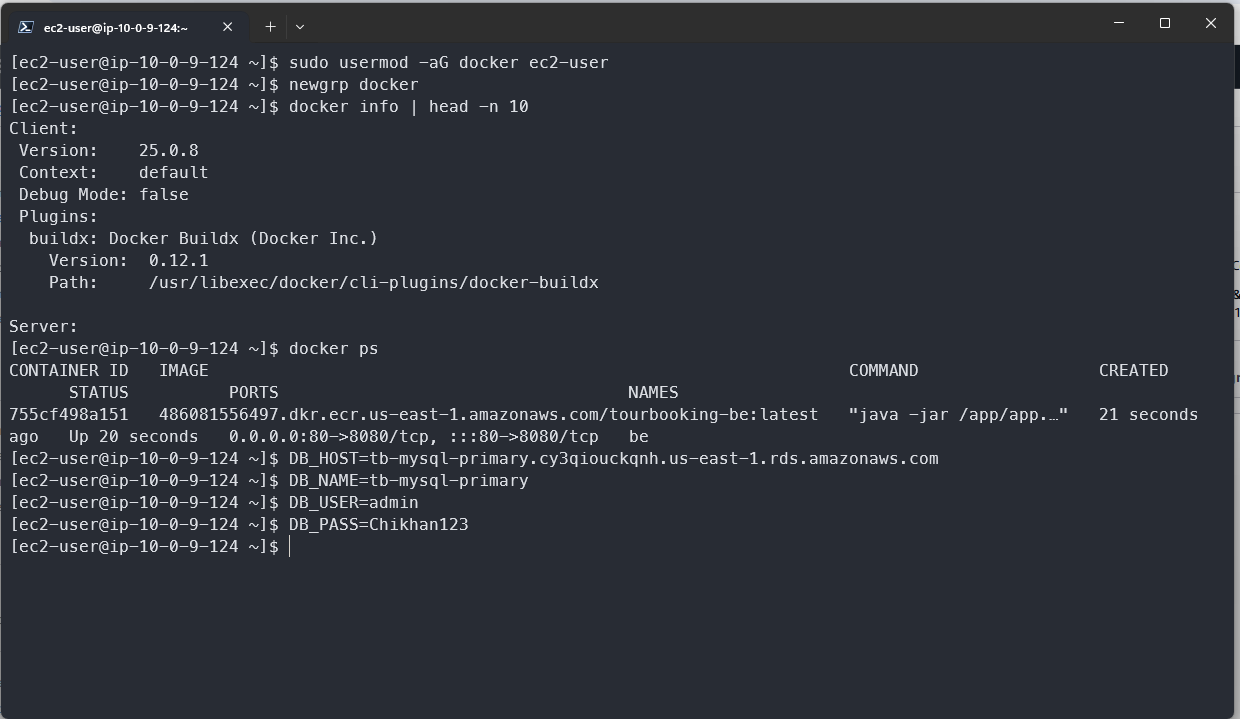 ec2-user@ip-10-0-9-124:~
[ec2-user@ip-10-0-9-124 ~]$ sudo usermod -aG docker ec2-user
[ec2-user@ip-10-0-9-124 ~]$ newgrp docker
[ec2-user@ip-10-0-9-124 ~]$ docker info | head -n 10
Client:
 Version:    25.0.8
 Context:    default
 Debug Mode: false
 Plugins:
  buildx: Docker Buildx (Docker Inc.)
    Version:  0.12.1
    Path:     /usr/libexec/docker/cli-plugins/docker-buildx
Server:
[ec2-user@ip-10-0-9-124 ~]$ docker ps
CONTAINER ID   IMAGE                                                                COMMAND                  CREATED
      STATUS          PORTS                                   NAMES
755cf498a151   486081556497.dkr.ecr.us-east-1.amazonaws.com/tourbooking-be:latest   "java -jar /app/app.…"   21 seconds
ago   Up 20 seconds   0.0.0.0:80->8080/tcp, :::80->8080/tcp   be
[ec2-user@ip-10-0-9-124 ~]$ DB_HOST=tb-mysql-primary.cy3qiouckqnh.us-east-1.rds.amazonaws.com
[ec2-user@ip-10-0-9-124 ~]$ DB_NAME=tb-mysql-primary
[ec2-user@ip-10-0-9-124 ~]$ DB_USER=admin
[ec2-user@ip-10-0-9-124 ~]$ DB_PASS=Chikhan123
[ec2-user@ip-10-0-9-124 ~]$